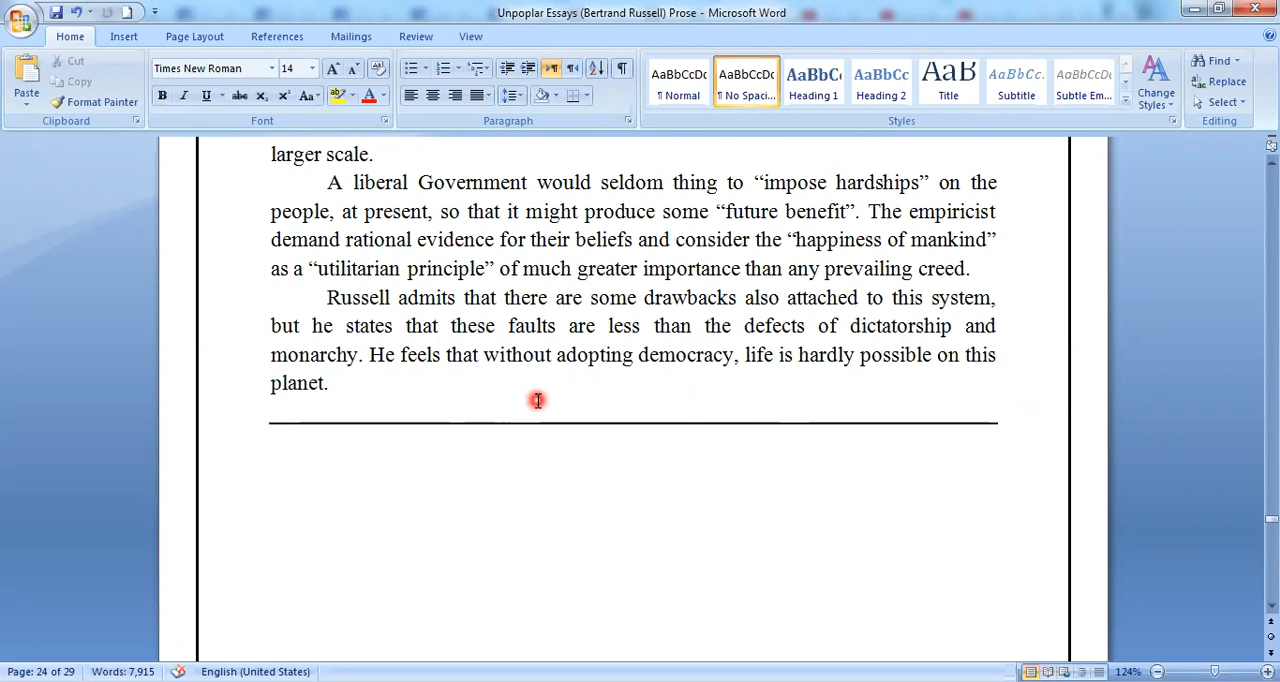 Unpoplar Essays (Bertrand Russell) Prose - Microsoft Word
Home Insert Page Layout References Mailings Review View
Paste Cut Copy Format Painter
Times New Roman 14
AaBbCcDc AaBbCcDc AaBbC AaBbCc AaB AaBbCc. AaBbCcDc
¶ Normal ¶ No Spaci... Heading 1 Heading 2 Title Subtitle Subtle Em...
Change Styles
Find Replace Select
Clipboard Font Paragraph Styles Editing
larger scale.
A liberal Government would seldom thing to “impose hardships” on the
people, at present, so that it might produce some “future benefit”. The empiricist
demand rational evidence for their beliefs and consider the “happiness of mankind”
as a “utilitarian principle” of much greater importance than any prevailing creed.
Russell admits that there are some drawbacks also attached to this system,
but he states that these faults are less than the defects of dictatorship and
monarchy. He feels that without adopting democracy, life is hardly possible on this
planet.
Page: 24 of 29 Words: 7,915 English (United States) 124%